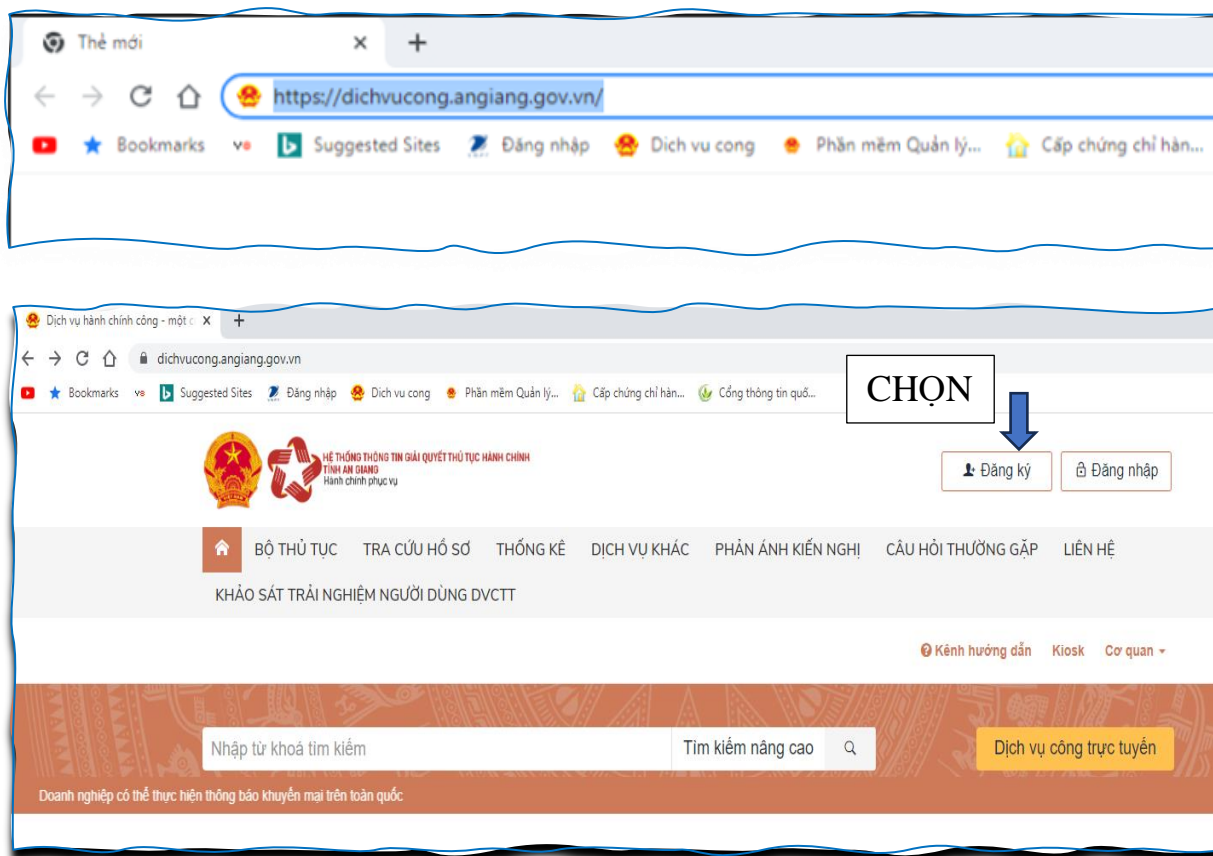 Thẻ mới
https://dichvucong.angiang.gov.vn/
Bookmarks Suggested Sites Đăng nhập Dich vu cong Phần mềm Quản lý... Cấp chứng chỉ hàn...
Dịch vụ hành chính công - một c
dichvucong.angiang.gov.vn
Bookmarks Suggested Sites Đăng nhập Dich vu cong Phần mềm Quản lý... Cấp chứng chỉ hàn... Cổng thông tin quố...
CHỌN
HỆ THỐNG THÔNG TIN GIẢI QUYẾT THỦ TỤC HÀNH CHÍNH
TỈNH AN GIANG
Hành chính phục vụ
Đăng ký Đăng nhập
BỘ THỦ TỤC TRA CỨU HỒ SƠ THỐNG KÊ DỊCH VỤ KHÁC PHẢN ÁNH KIẾN NGHỊ CÂU HỎI THƯỜNG GẶP LIÊN HỆ
KHẢO SÁT TRẢI NGHIỆM NGƯỜI DÙNG DVCTT
Kênh hướng dẫn Kiosk Cơ quan
Nhập từ khoá tìm kiếm Tìm kiếm nâng cao Dịch vụ công trực tuyến
Doanh nghiệp có thể thực hiện thông báo khuyến mại trên toàn quốc